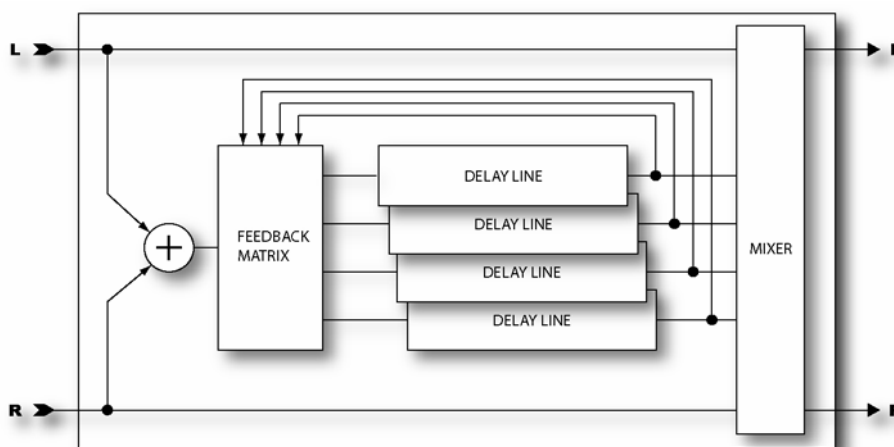 L
DELAY LINE
DELAY LINE
FEEDBACK
MATRIX
DELAY LINE
DELAY LINE
MIXER
R